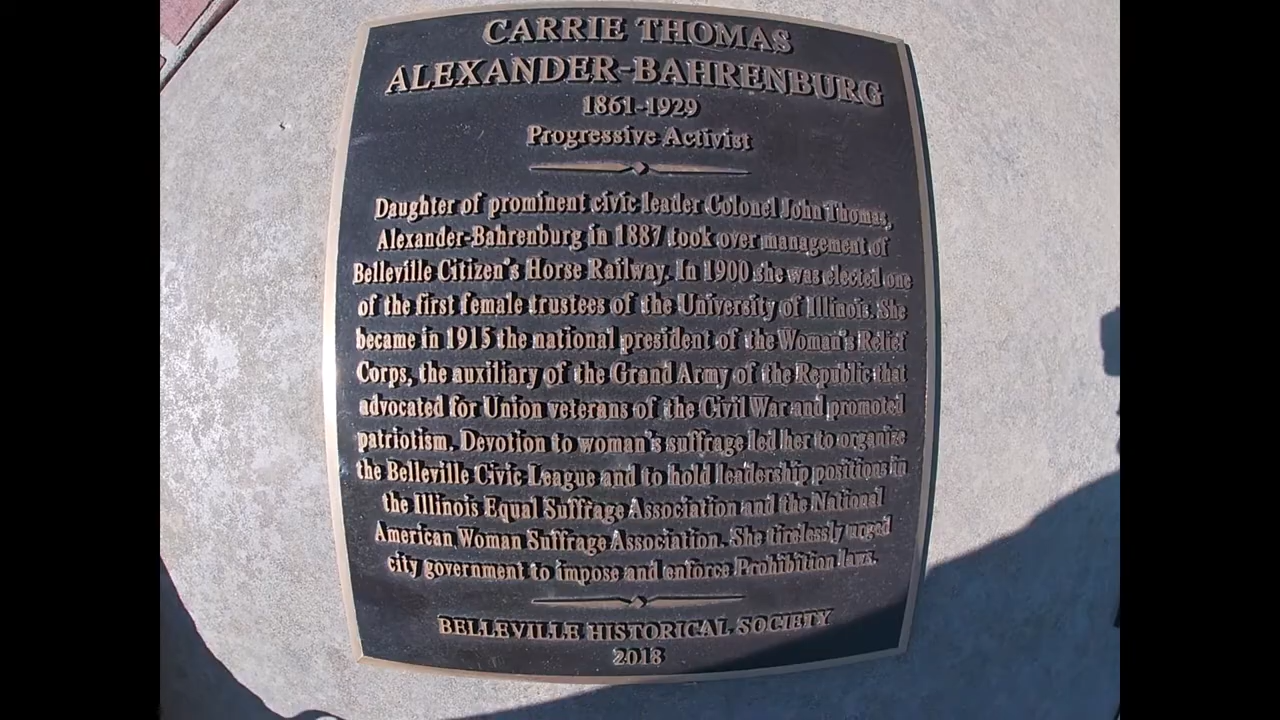 CARRIE THOMAS
ALEXANDER-BAHRENBURG
1861-1929
Progressive Activist
Daughter of prominent civic leader Colonel John Thomas,
Alexander-Bahrenburg in 1887 took over management of
Belleville Citizen's Horse Railway. In 1900 she was elected one
of the first female trustees of the University of Illinois. She
became in 1915 the national president of the Woman's Relief
Corps, the auxiliary of the Grand Army of the Republic that
advocated for Union veterans of the Civil War and promoted
patriotism. Devotion to woman's suffrage led her to organize
the Belleville Civic League and to hold leadership positions in
the Illinois Equal Suffrage Association and the National
American Woman Suffrage Association. She tirelessly urged
city government to impose and enforce Prohibition laws.
BELLEVILLE HISTORICAL SOCIETY
2018